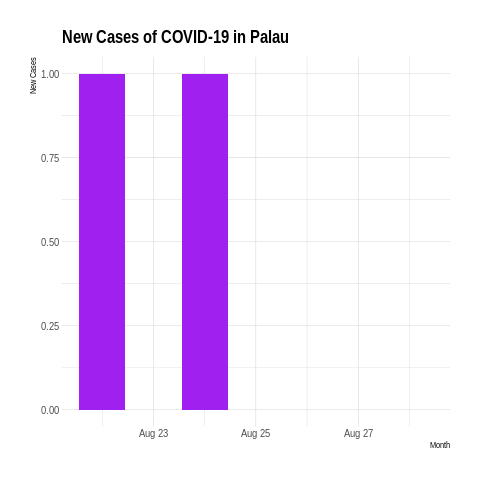 New Cases of COVID-19 in Palau
New Cases
1.00
0.75
0.50
0.25
0.00
Aug 23 Aug 25 Aug 27
Month